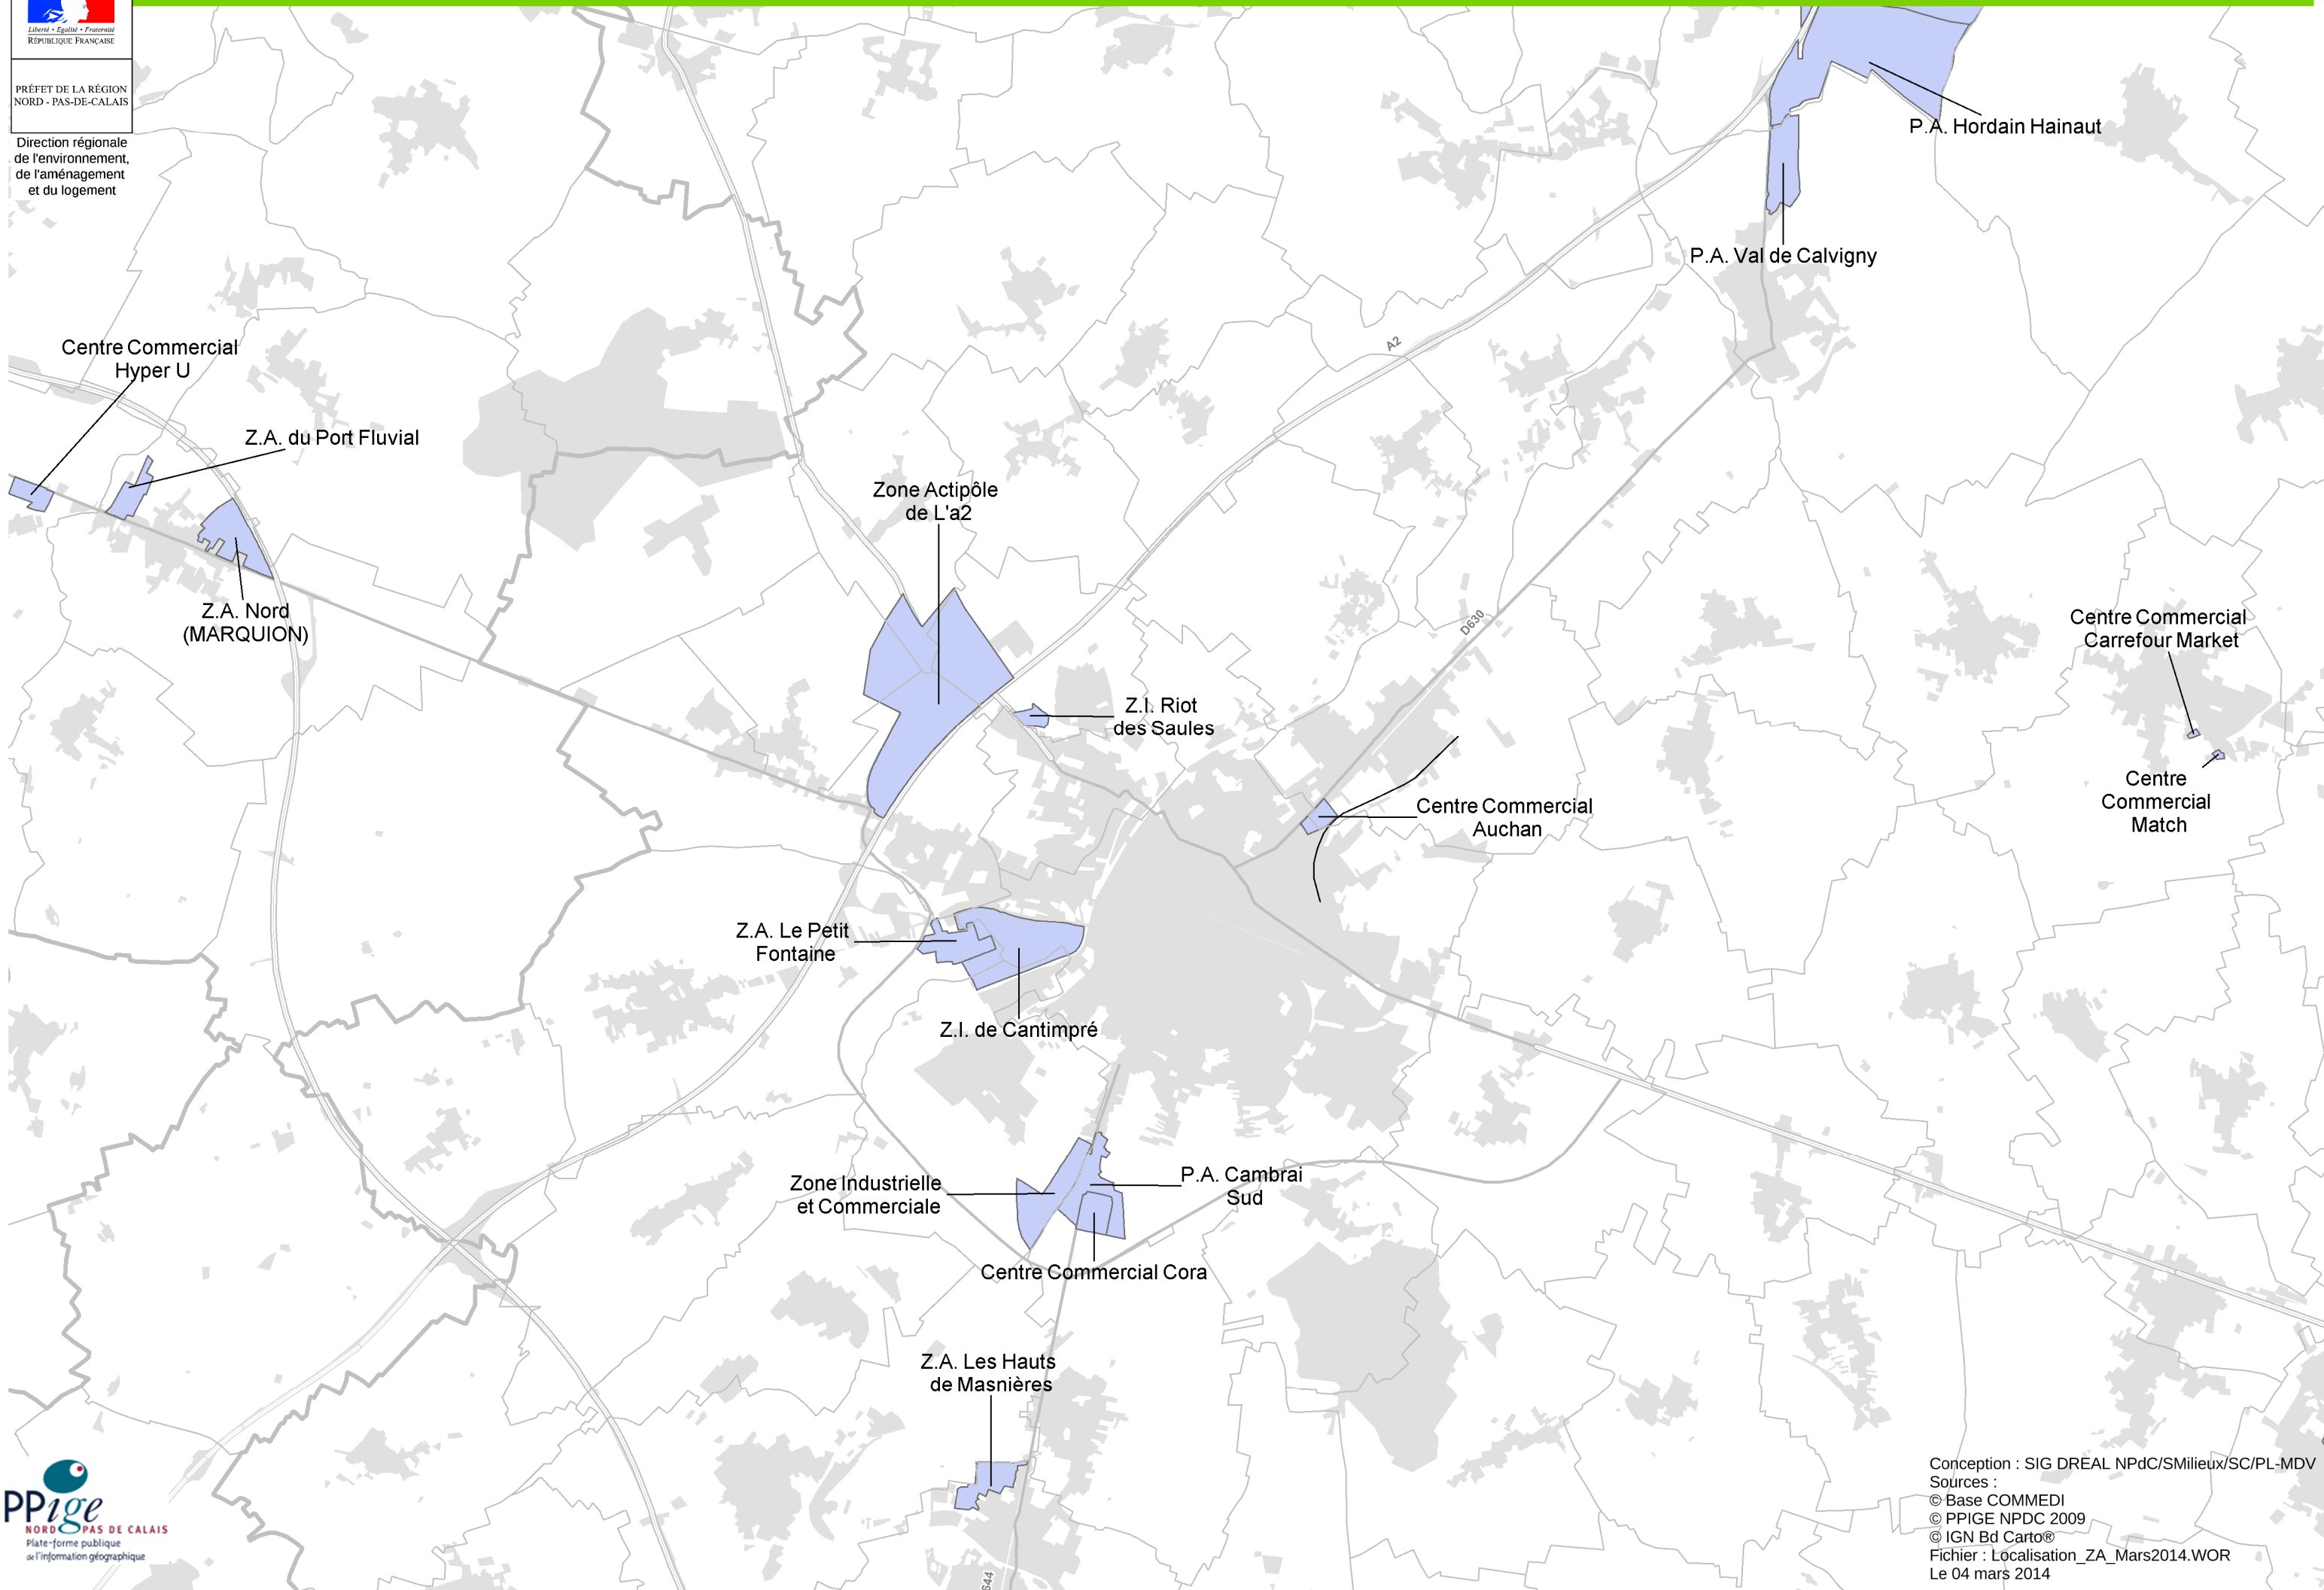 Liberté • Egalité • Fraternité
RÉPUBLIQUE FRANÇAISE
PRÉFET DE LA RÉGION
NORD - PAS-DE-CALAIS
Direction régionale
de l'environnement,
de l'aménagement
et du logement
P.A. Hordain Hainaut
P.A. Val de Calvigny
A2
Centre Commercial
Hyper U
Z.A. du Port Fluvial
Zone Actipôle
de L'a2
Z.A. Nord
(MARQUION)
D630
Centre Commercial
Carrefour Market
Z.I. Riot
des Saules
Centre
Commercial
Match
Centre Commercial
Auchan
Z.A. Le Petit
Fontaine
Z.I. de Cantimpré
Zone Industrielle
et Commerciale
P.A. Cambrai
Sud
Centre Commercial Cora
Z.A. Les Hauts
de Masnières
PPige
NORD PAS DE CALAIS
Plate-forme publique
de l'information géographique
Conception : SIG DREAL NPdC/SMilieux/SC/PL-MDV
Sources :
© Base COMMEDI
© PPIGE NPDC 2009
© IGN Bd Carto®
Fichier : Localisation_ZA_Mars2014.WOR
Le 04 mars 2014